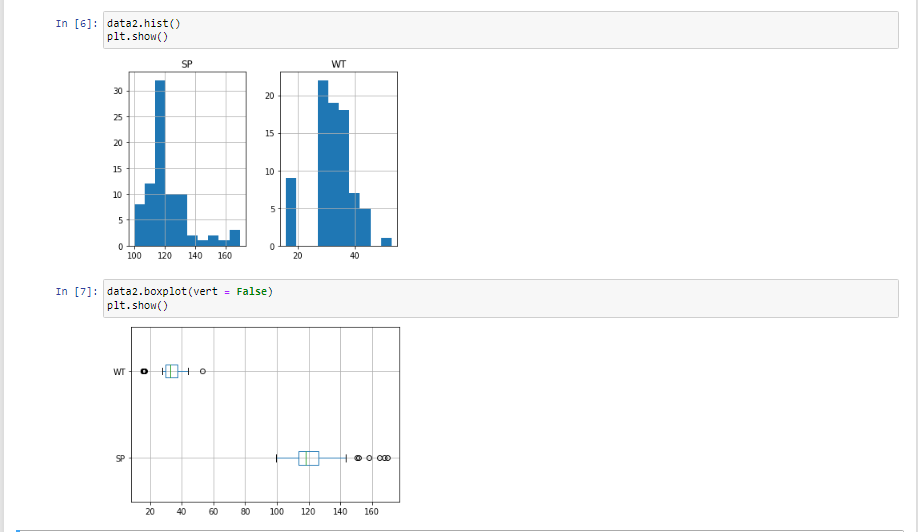 In [6]: data2.hist()
plt.show()
SP WT
30
25
20
15
10
5
0
100 120 140 160
20
15
10
5
0
20 40
In [7]: data2.boxplot(vert = False)
plt.show()
WT
SP
20 40 60 80 100 120 140 160